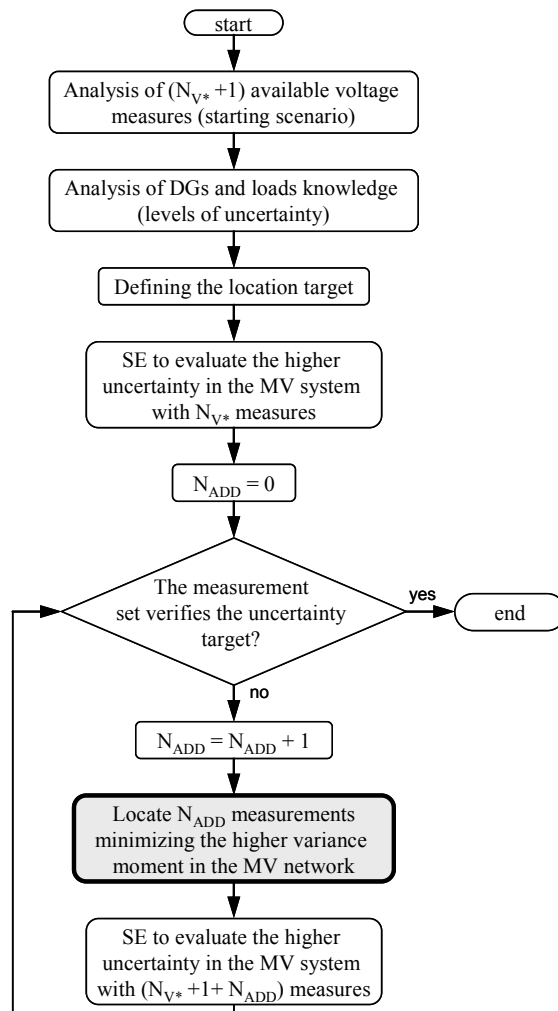 start
Analysis of (N_V* +1) available voltage
measures (starting scenario)
Analysis of DGs and loads knowledge
(levels of uncertainty)
Defining the location target
SE to evaluate the higher
uncertainty in the MV system
with N_V* measures
N_ADD = 0
The measurement
set verifies the uncertainty
target?
yes
end
no
N_ADD = N_ADD + 1
Locate N_ADD measurements
minimizing the higher variance
moment in the MV network
SE to evaluate the higher
uncertainty in the MV system
with (N_V* +1+ N_ADD) measures